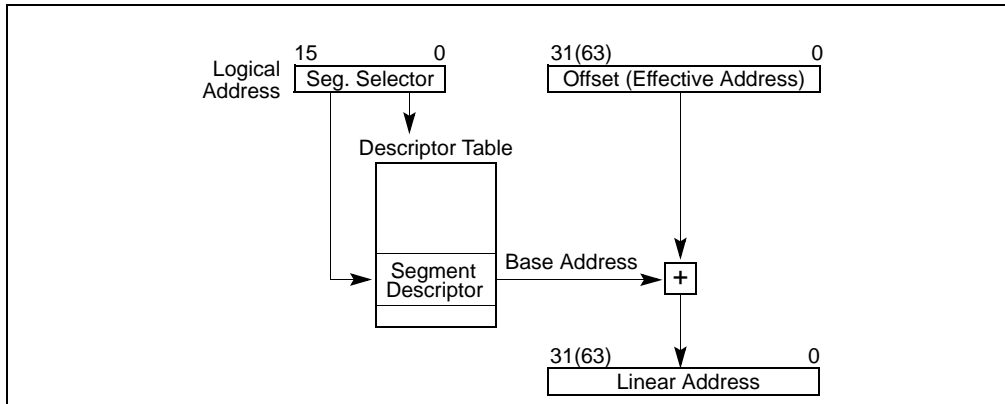 15 0
31(63) 0
Logical
Address
Seg. Selector
Offset (Effective Address)
Descriptor Table
Base Address
Segment
Descriptor
+
31(63) 0
Linear Address